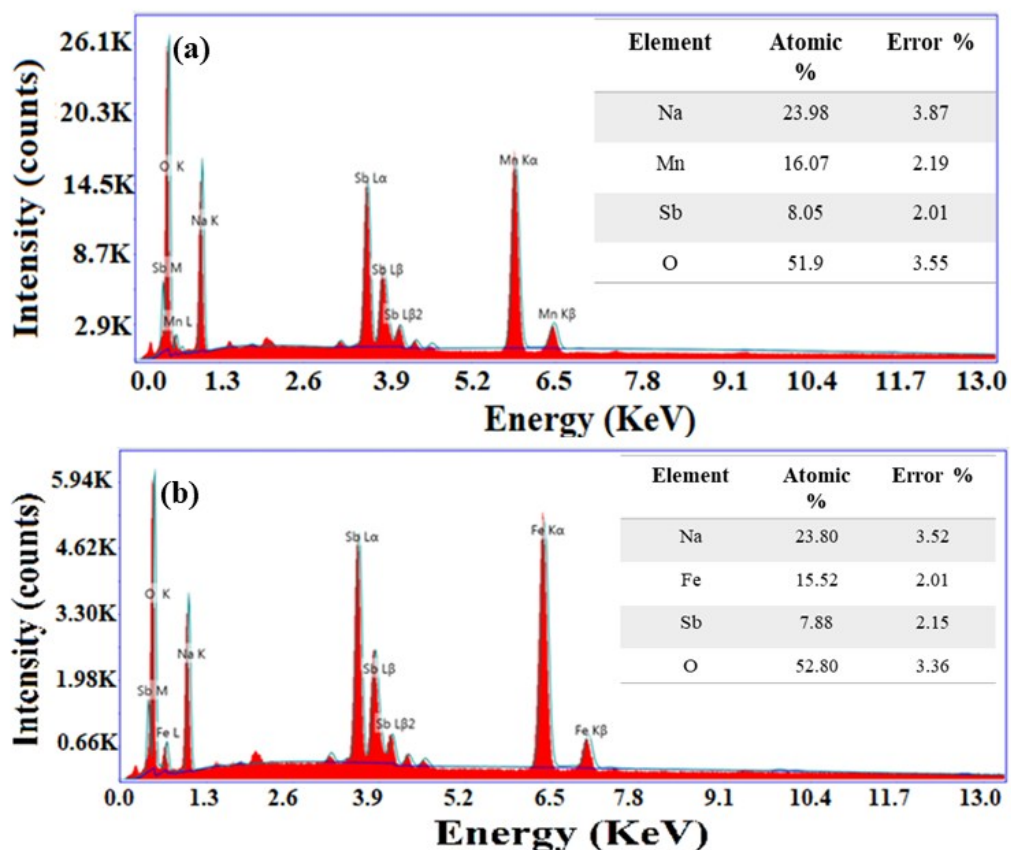 (a)
Intensity (counts)
26.1K
20.3K
14.5K
8.7K
2.9K
O K
Sb M
Mn L
Na K
Sb Lα
Sb Lβ
Sb Lβ2
Mn Kα
Mn Kβ
Element Atomic % Error %
Na 23.98 3.87
Mn 16.07 2.19
Sb 8.05 2.01
O 51.9 3.55
0.0 1.3 2.6 3.9 5.2 6.5 7.8 9.1 10.4 11.7 13.0
Energy (KeV)
(b)
Intensity (counts)
5.94K
4.62K
3.30K
1.98K
0.66K
O K
Sb M
Fe L
Na K
Sb Lα
Sb Lβ
Sb Lβ2
Fe Kα
Fe Kβ
Element Atomic % Error %
Na 23.80 3.52
Fe 15.52 2.01
Sb 7.88 2.15
O 52.80 3.36
0.0 1.3 2.6 3.9 5.2 6.5 7.8 9.1 10.4 11.7 13.0
Energy (KeV)